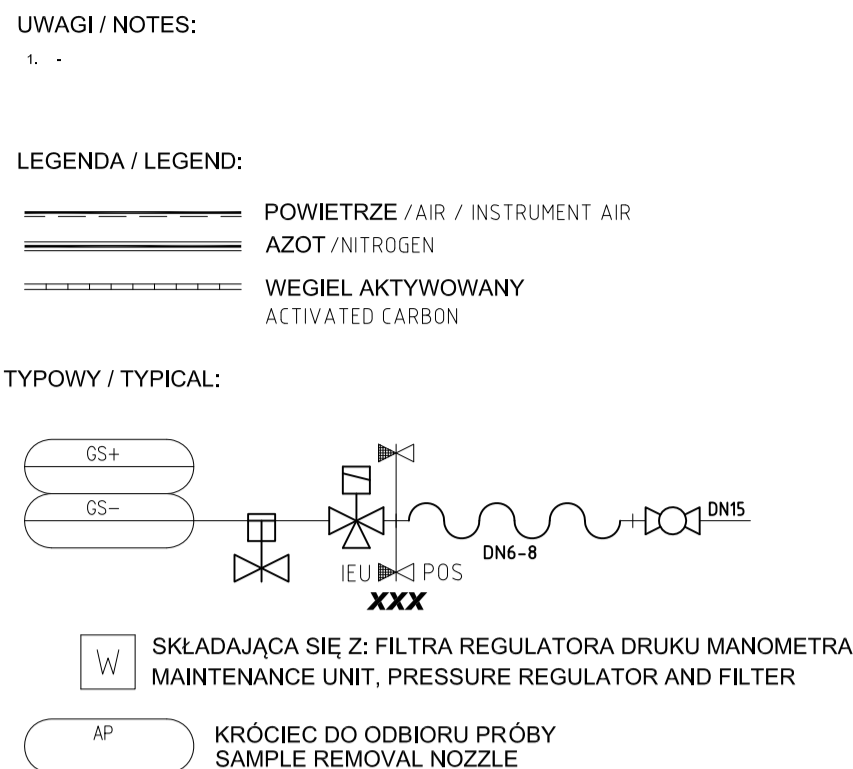 UWAGI / NOTES:
1. -
LEGENDA / LEGEND:
POWIETRZE / AIR / INSTRUMENT AIR
AZOT / NITROGEN
WEGIEL AKTYWOWANY
ACTIVATED CARBON
TYPOWY / TYPICAL:
GS+
GS-
DN15
DN6-8
IEU POS
XXX
W
SKŁADAJĄCA SIĘ Z: FILTRA REGULATORA DRUKU MANOMETRA
MAINTENANCE UNIT, PRESSURE REGULATOR AND FILTER
AP
KRÓCIEC DO ODBIORU PRÓBY
SAMPLE REMOVAL NOZZLE